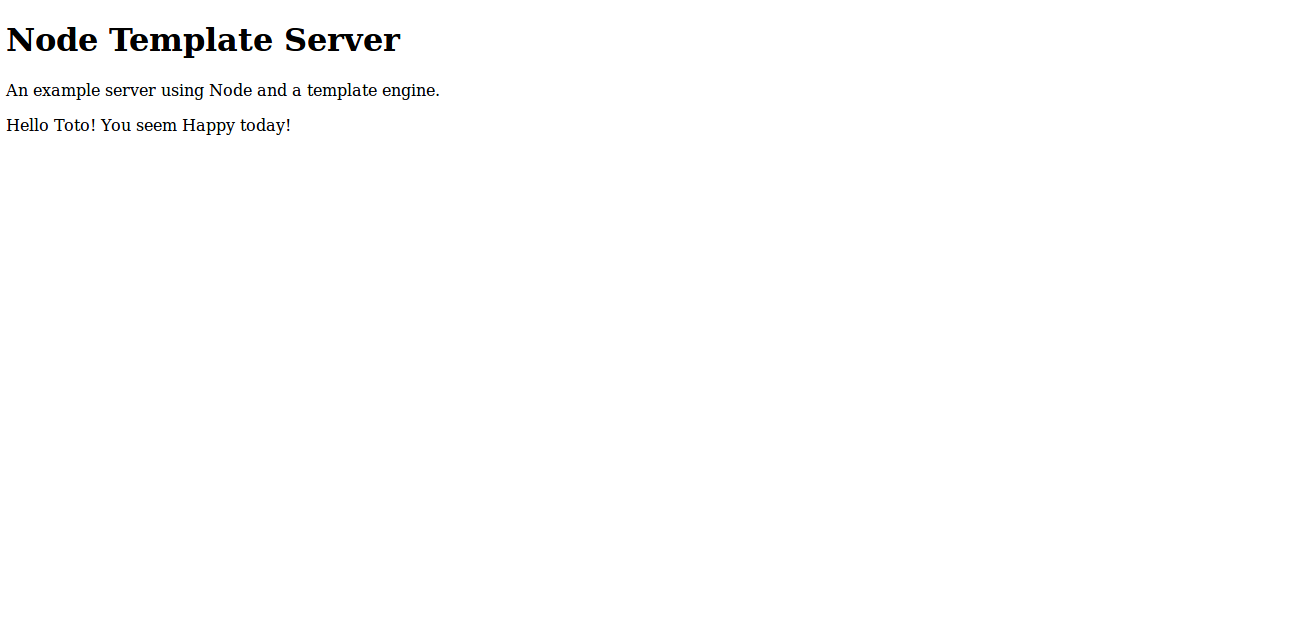 Node Template Server
An example server using Node and a template engine.
Hello Toto! You seem Happy today!